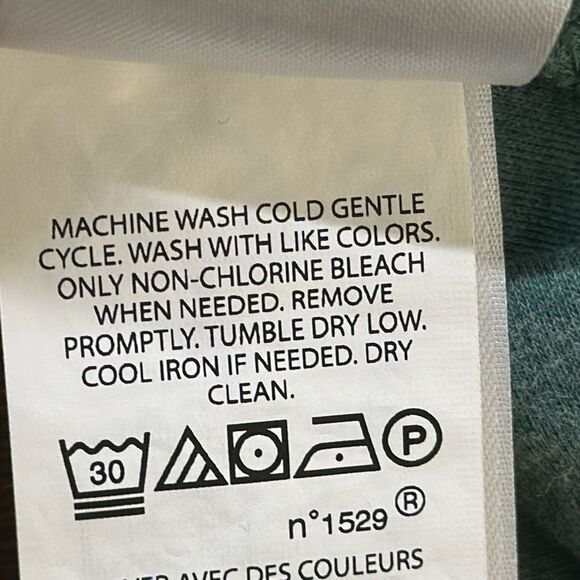 MACHINE WASH COLD GENTLE
CYCLE. WASH WITH LIKE COLORS.
ONLY NON-CHLORINE BLEACH
WHEN NEEDED. REMOVE
PROMPTLY. TUMBLE DRY LOW.
COOL IRON IF NEEDED. DRY
CLEAN.
30 P
n°1529 ®
AVEC DES COULEURS